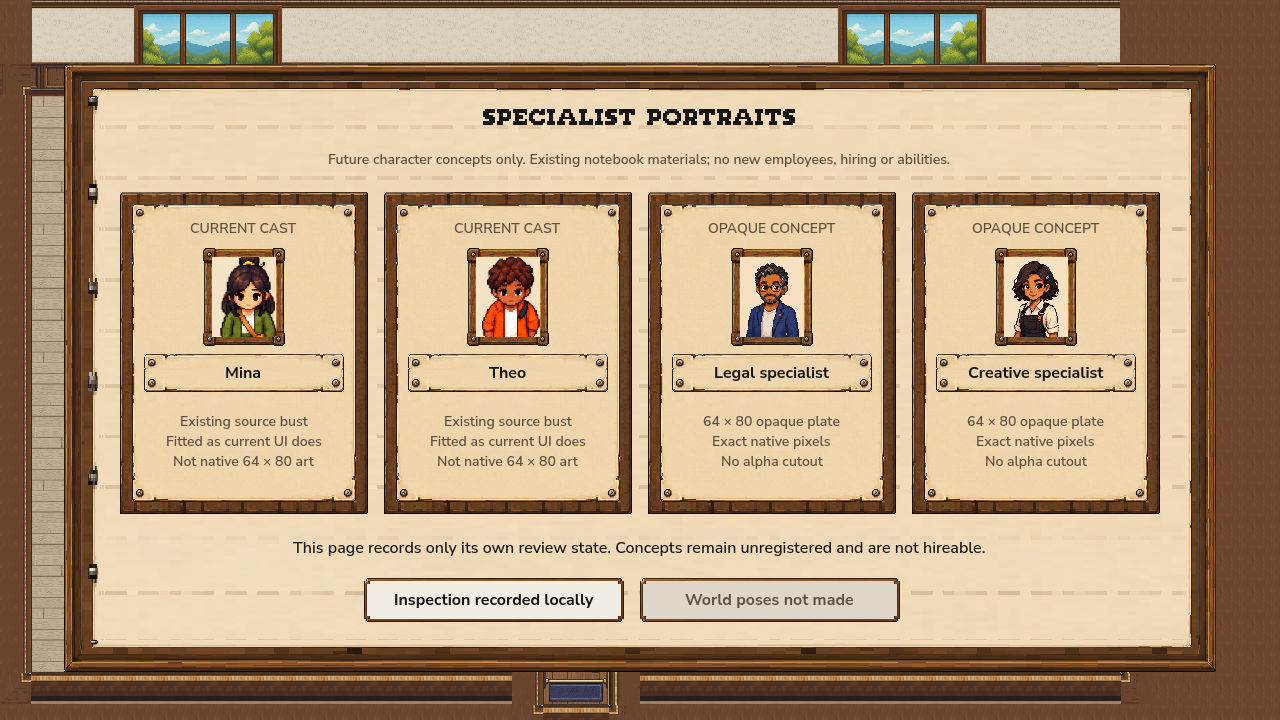 SPECIALIST PORTRAITS
Future character concepts only. Existing notebook materials; no new employees, hiring or abilities.
CURRENT CAST
Mina
Existing source bust
Fitted as current UI does
Not native 64 × 80 art
CURRENT CAST
Theo
Existing source bust
Fitted as current UI does
Not native 64 × 80 art
OPAQUE CONCEPT
Legal specialist
64 × 80 opaque plate
Exact native pixels
No alpha cutout
OPAQUE CONCEPT
Creative specialist
64 × 80 opaque plate
Exact native pixels
No alpha cutout
This page records only its own review state. Concepts remain unregistered and are not hireable.
Inspection recorded locally
World poses not made